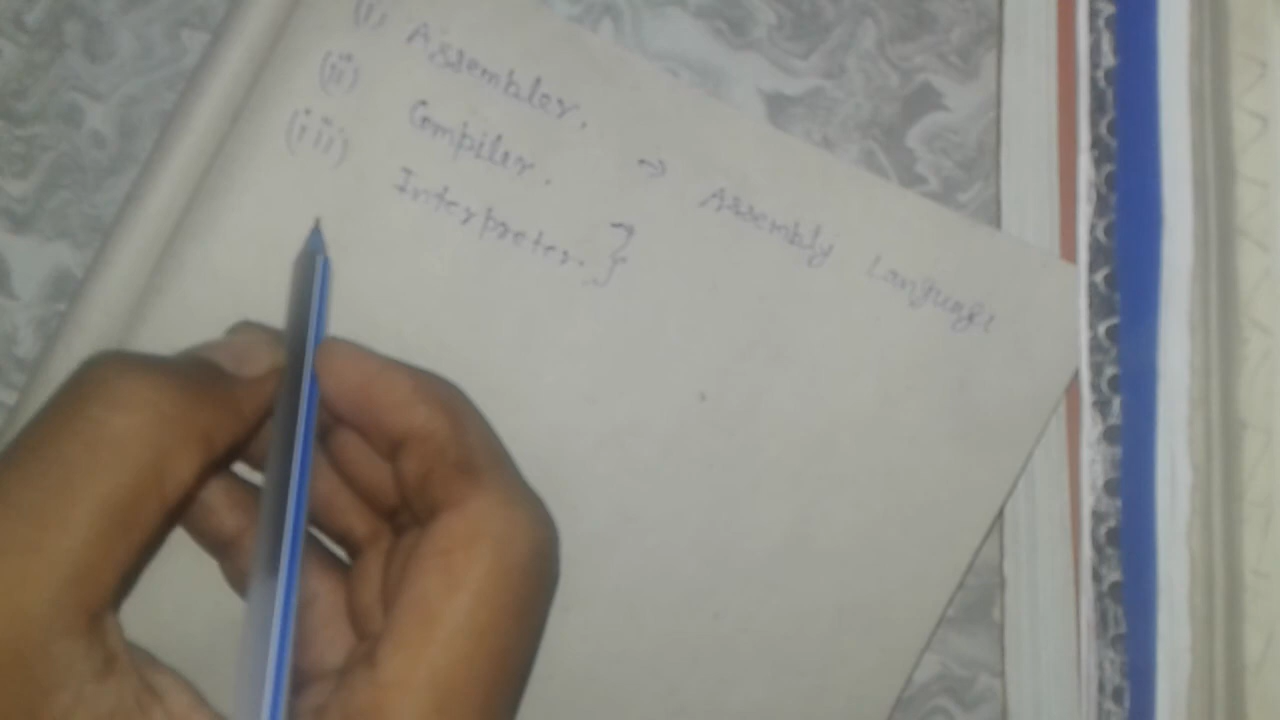 (i) Assembler, → Assembly Language
(ii) Compiler.
(iii) Interpreter. }